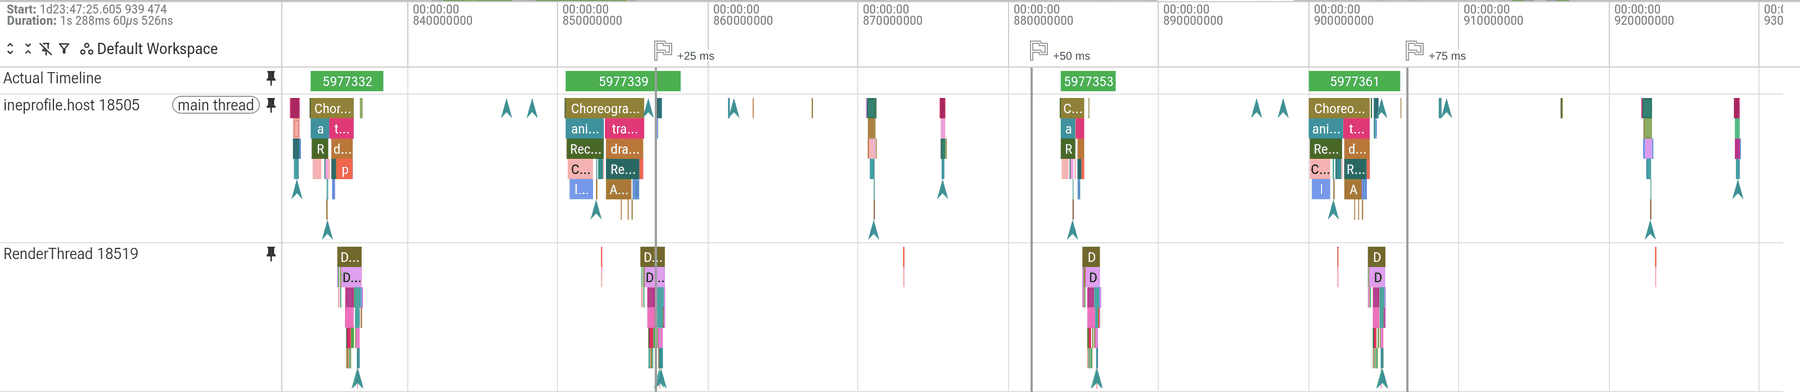 Start: 1d23:47:25.605 939 474
Duration: 1s 288ms 60µs 526ns
00:00:00 00:00:00 00:00:00 00:00:00 00:00:00 00:00:00 00:00:00 00:00:00 00:00:00 00:0
840000000 850000000 860000000 870000000 880000000 890000000 900000000 910000000 920000000 930
Default Workspace
+25 ms +50 ms +75 ms
Actual Timeline 5977332 5977339 5977353 5977361
ineprofile.host 18505 main thread Chor... Choreogra... C... Choreo...
a t... ani... tra... a ani... t...
R d... Rec... dra... R Re... d...
p C... Re... C... R...
I... A... I A
RenderThread 18519 D... D... D D
D... D... D D